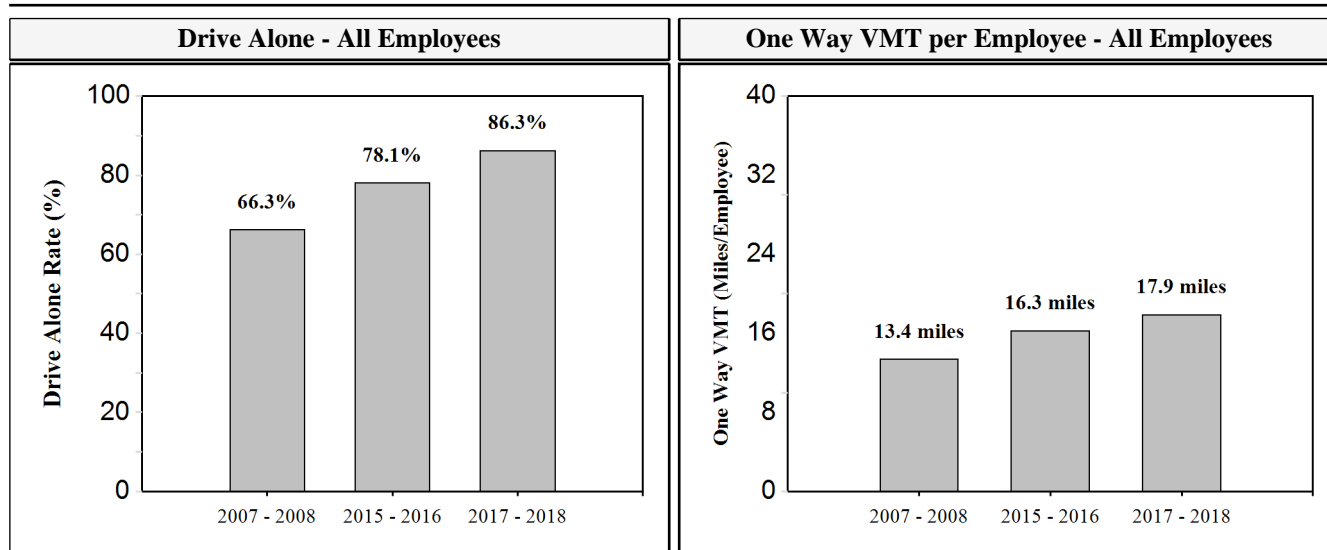 Drive Alone - All Employees
Drive Alone Rate (%)
100
80
60
40
20
0
66.3%
78.1%
86.3%
2007 - 2008
2015 - 2016
2017 - 2018
One Way VMT per Employee - All Employees
One Way VMT (Miles/Employee)
40
32
24
16
8
0
13.4 miles
16.3 miles
17.9 miles
2007 - 2008
2015 - 2016
2017 - 2018